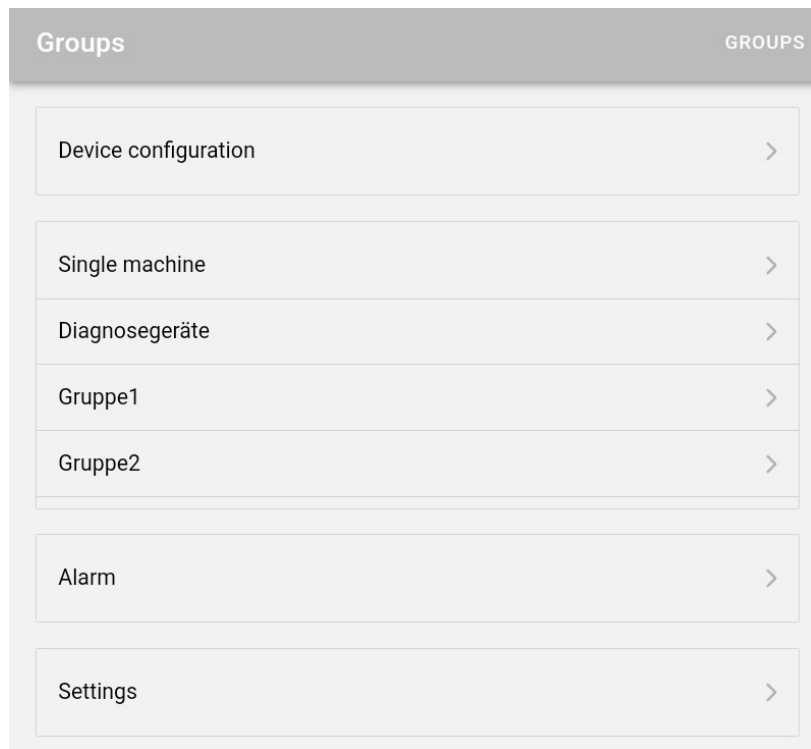 Groups GROUPS
Device configuration
Single machine
Diagnosegeräte
Gruppe1
Gruppe2
Alarm
Settings